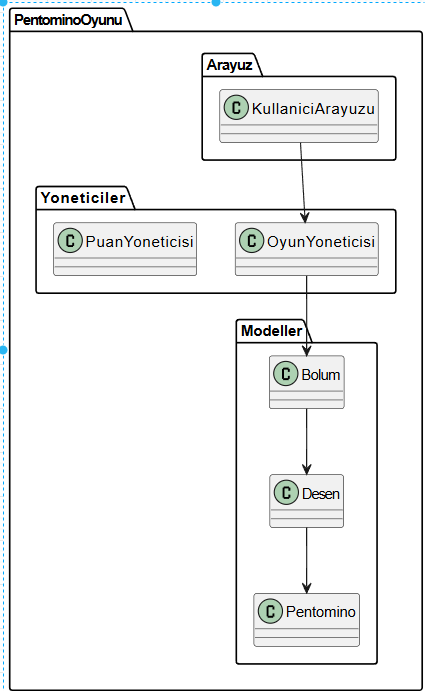 PentominoOyunu
Arayuz
C KullaniciArayuzu
Yoneticiler
C PuanYoneticisi
C OyunYoneticisi
Modeller
C Bolum
C Desen
C Pentomino